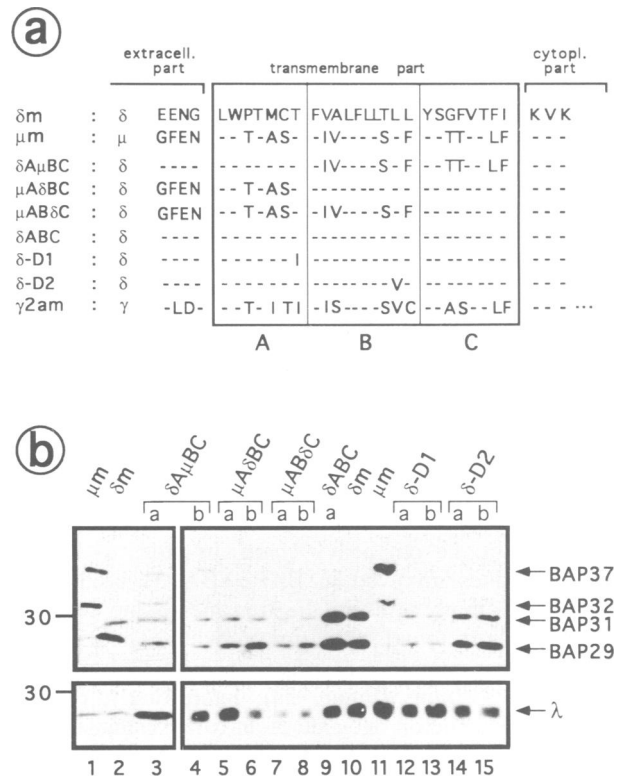 a
extracell. part
transmembrane part
cytopl. part
δm : δ EENG LWPTMCT FVALFLLTLL YSGFVTFI KVK
μm : μ GFEN --T-AS- -IV----S-F --TT--LF ---
δAμBC : δ ---- ------- -IV----S-F --TT--LF ---
μAδBC : δ GFEN --T-AS- ---------- -------- ---
μABδC : δ GFEN --T-AS- -IV----S-F -------- ---
δABC : δ ---- ------- ---------- -------- ---
δ-D1 : δ ---- ------I ---------- -------- ---
δ-D2 : δ ---- ------- --------V- -------- ---
γ2am : γ -LD- --T-ITI -IS----SVC --AS--LF ---...
A B C
b
μm δm δAμBC μAδBC μABδC δABC δm μm δ-D1 δ-D2
a b a b a b a a b a b
BAP37
BAP32
30 BAP31
BAP29
30 λ
1 2 3 4 5 6 7 8 9 10 11 12 13 14 15